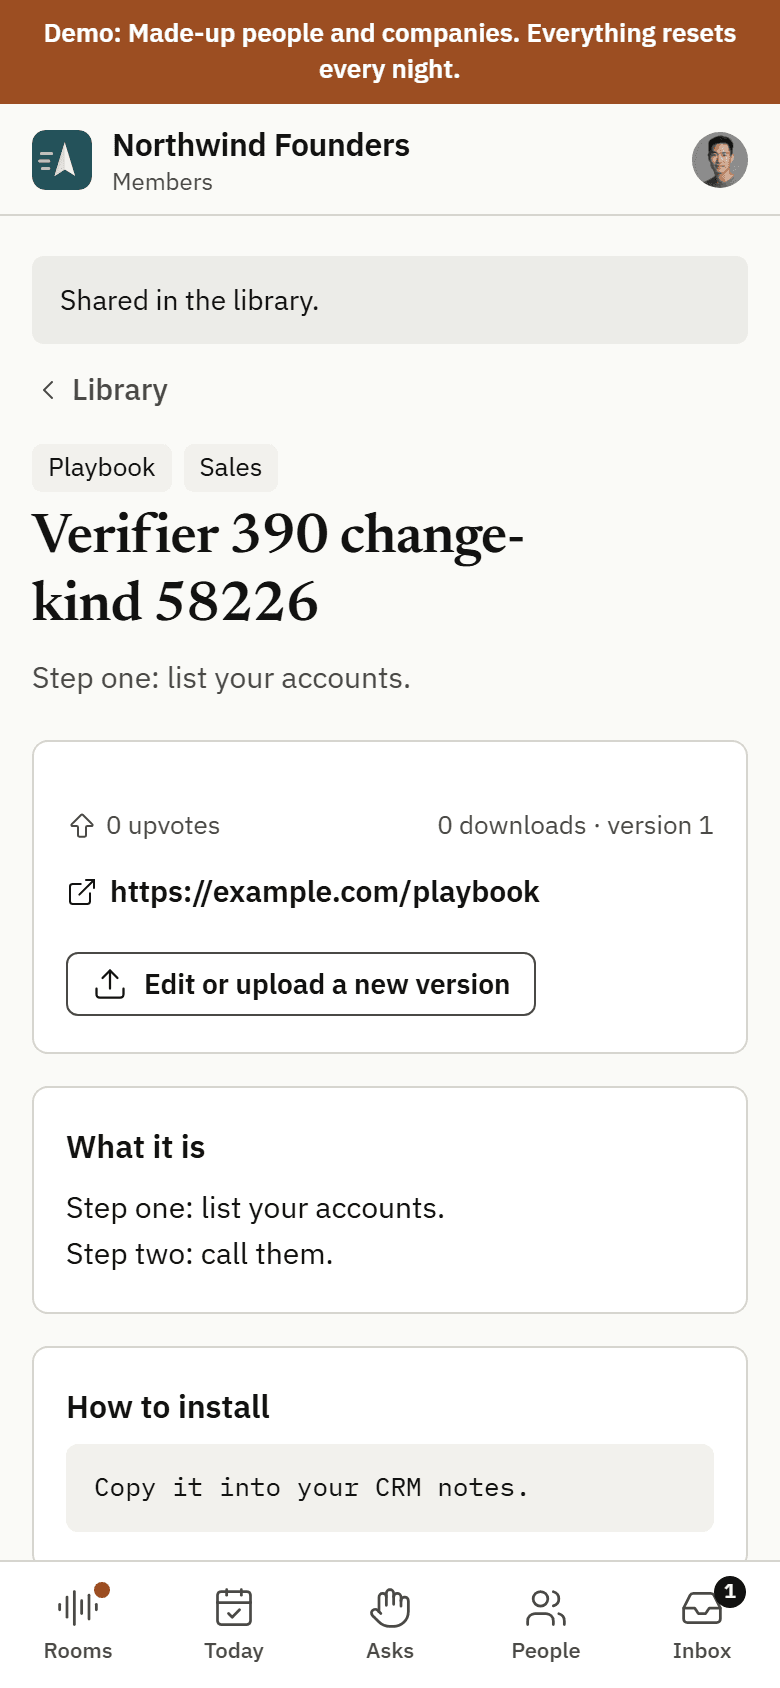 Demo: Made-up people and companies. Everything resets
every night.
Northwind Founders
Members
Shared in the library.
Library
Playbook
Sales
Verifier 390 change-
kind 58226
Step one: list your accounts.
0 upvotes
0 downloads · version 1
https://example.com/playbook
Edit or upload a new version
What it is
Step one: list your accounts.
Step two: call them.
How to install
Copy it into your CRM notes.
1
Rooms
Today
Asks
People
Inbox